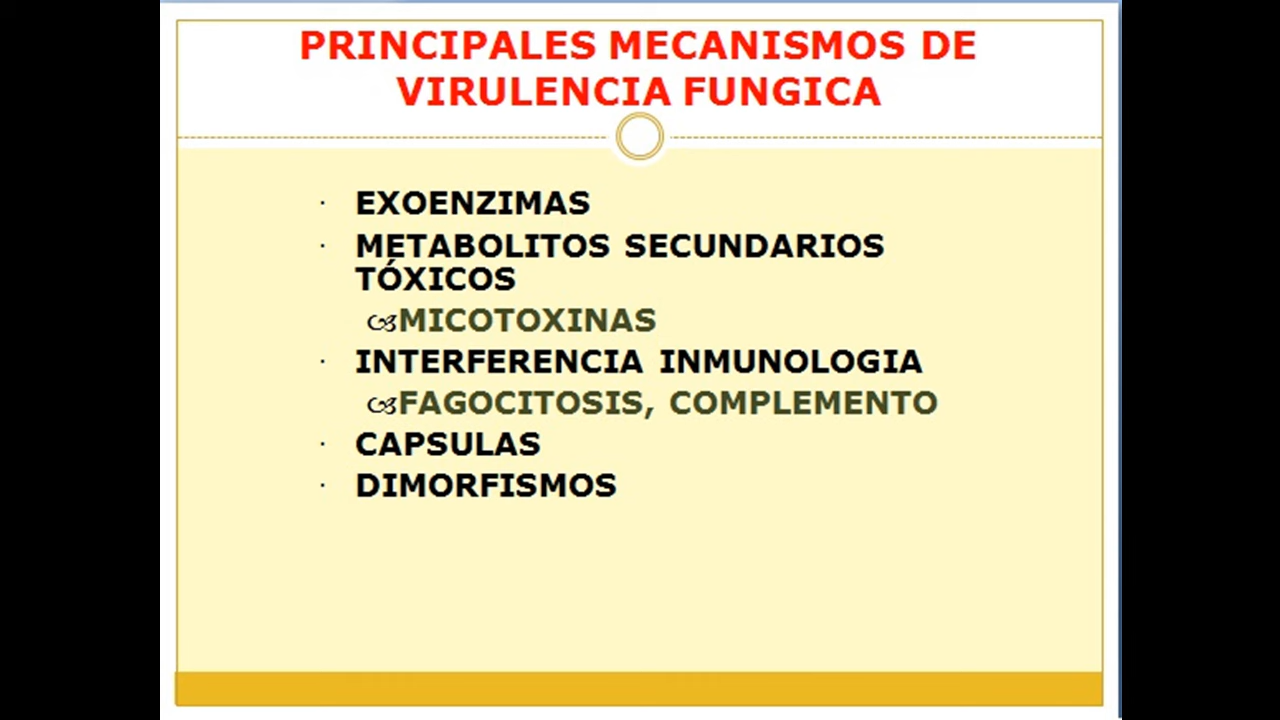 PRINCIPALES MECANISMOS DE
VIRULENCIA FUNGICA
· EXOENZIMAS
· METABOLITOS SECUNDARIOS
TÓXICOS
MICOTOXINAS
· INTERFERENCIA INMUNOLOGIA
FAGOCITOSIS, COMPLEMENTO
· CAPSULAS
· DIMORFISMOS